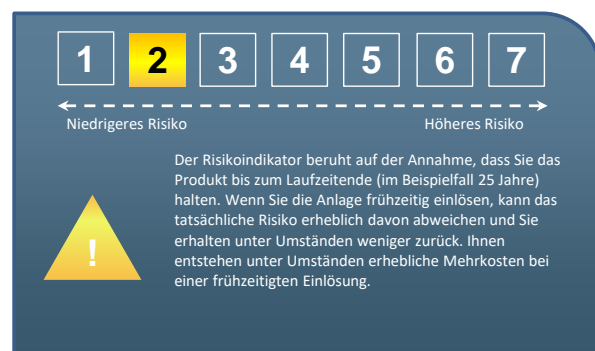 1 2 3 4 5 6 7
Niedrigeres Risiko Höheres Risiko
Der Risikoindikator beruht auf der Annahme, dass Sie das
Produkt bis zum Laufzeitende (im Beispielfall 25 Jahre)
halten. Wenn Sie die Anlage frühzeitig einlösen, kann das
tatsächliche Risiko erheblich davon abweichen und Sie
erhalten unter Umständen weniger zurück. Ihnen
entstehen unter Umständen erhebliche Mehrkosten bei
einer frühzeitigten Einlösung.
!